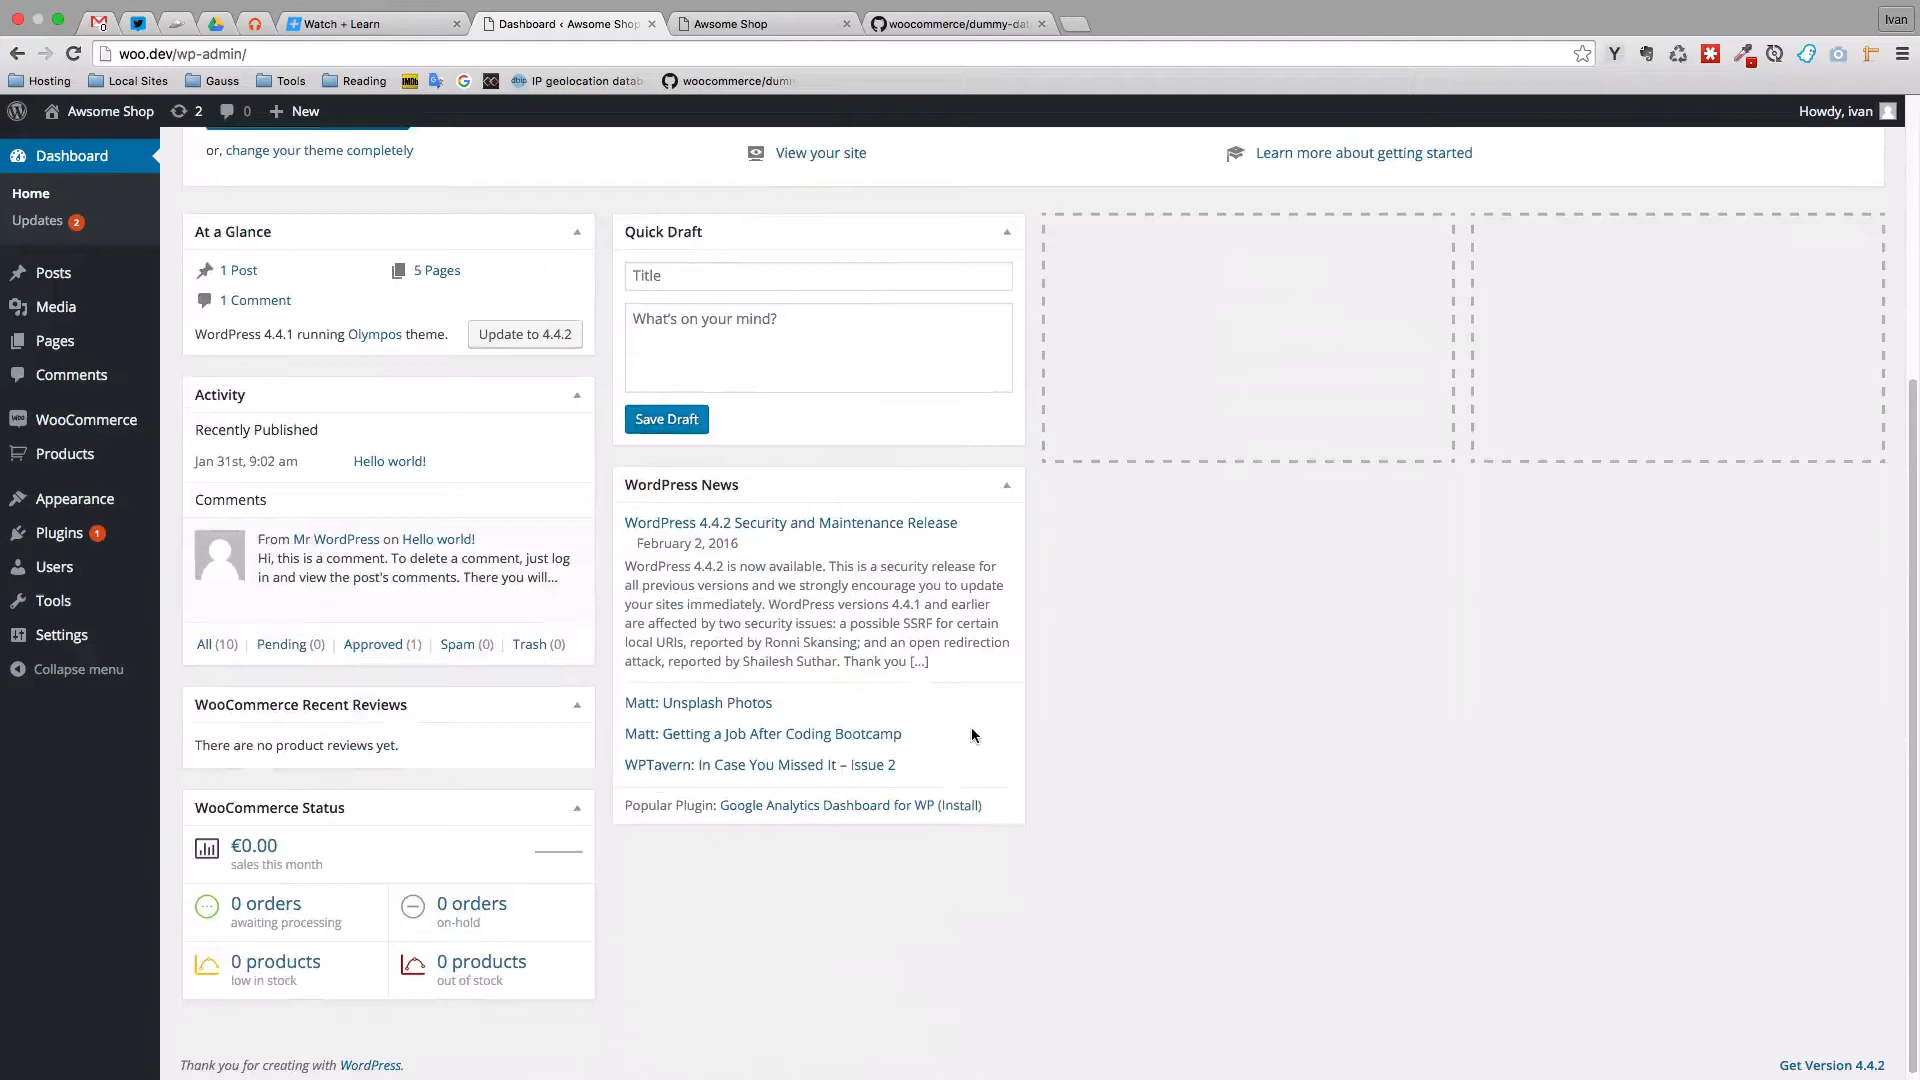 Watch + Learn
Dashboard ‹ Awsome Shop
Awsome Shop
woocommerce/dummy-dat
Ivan
woo.dev/wp-admin/
Hosting
Local Sites
Gauss
Tools
Reading
IMDb
dbip
IP geolocation datab
woocommerce/dumm
Awsome Shop
2
0
New
Howdy, ivan
Dashboard
Home
Updates 2
Posts
Media
Pages
Comments
WooCommerce
Products
Appearance
Plugins 1
Users
Tools
Settings
Collapse menu
or, change your theme completely
View your site
Learn more about getting started
At a Glance
1 Post
5 Pages
1 Comment
WordPress 4.4.1 running Olympos theme.
Update to 4.4.2
Activity
Recently Published
Jan 31st, 9:02 am
Hello world!
Comments
From Mr WordPress on Hello world!
Hi, this is a comment. To delete a comment, just log
in and view the post's comments. There you will...
All (10) | Pending (0) | Approved (1) | Spam (0) | Trash (0)
WooCommerce Recent Reviews
There are no product reviews yet.
WooCommerce Status
€0.00
sales this month
0 orders
awaiting processing
0 orders
on-hold
0 products
low in stock
0 products
out of stock
Quick Draft
Title
What's on your mind?
Save Draft
WordPress News
WordPress 4.4.2 Security and Maintenance Release
February 2, 2016
WordPress 4.4.2 is now available. This is a security release for
all previous versions and we strongly encourage you to update
your sites immediately. WordPress versions 4.4.1 and earlier
are affected by two security issues: a possible SSRF for certain
local URIs, reported by Ronni Skansing; and an open redirection
attack, reported by Shailesh Suthar. Thank you [...]
Matt: Unsplash Photos
Matt: Getting a Job After Coding Bootcamp
WPTavern: In Case You Missed It – Issue 2
Popular Plugin: Google Analytics Dashboard for WP (Install)
Thank you for creating with WordPress.
Get Version 4.4.2